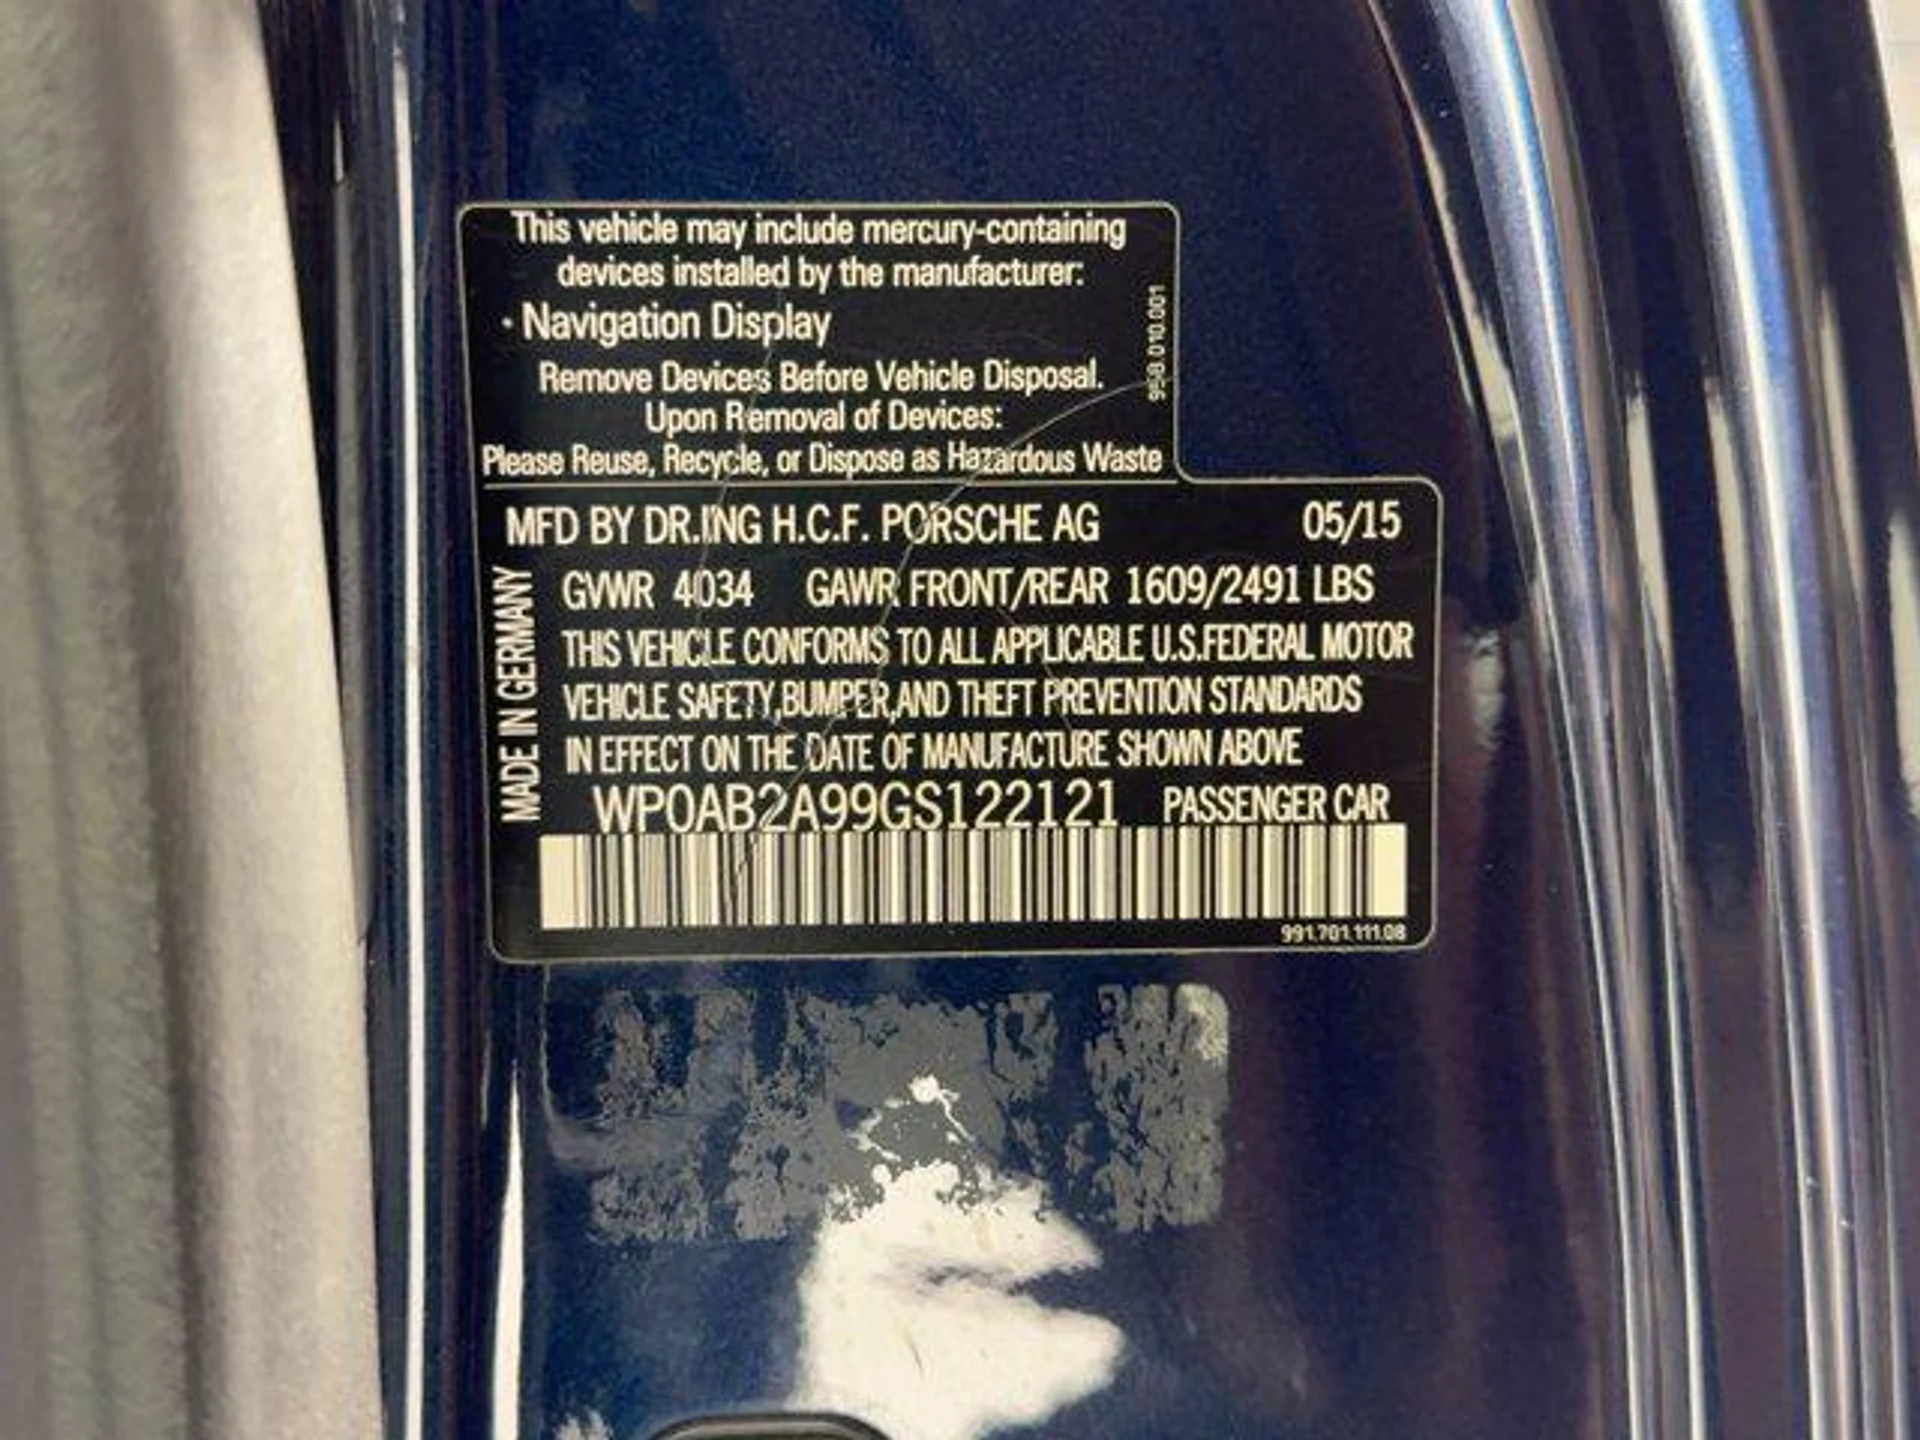 This vehicle may include mercury-containing
devices installed by the manufacturer:
· Navigation Display
Remove Devices Before Vehicle Disposal.
Upon Removal of Devices:
Please Reuse, Recycle, or Dispose as Hazardous Waste
958.010.001
MFD BY DR.ING H.C.F. PORSCHE AG 05/15
MADE IN GERMANY
GVWR 4034 GAWR FRONT/REAR 1609/2491 LBS
THIS VEHICLE CONFORMS TO ALL APPLICABLE U.S.FEDERAL MOTOR
VEHICLE SAFETY,BUMPER,AND THEFT PREVENTION STANDARDS
IN EFFECT ON THE DATE OF MANUFACTURE SHOWN ABOVE
WP0AB2A99GS122121 PASSENGER CAR
991.701.111.08